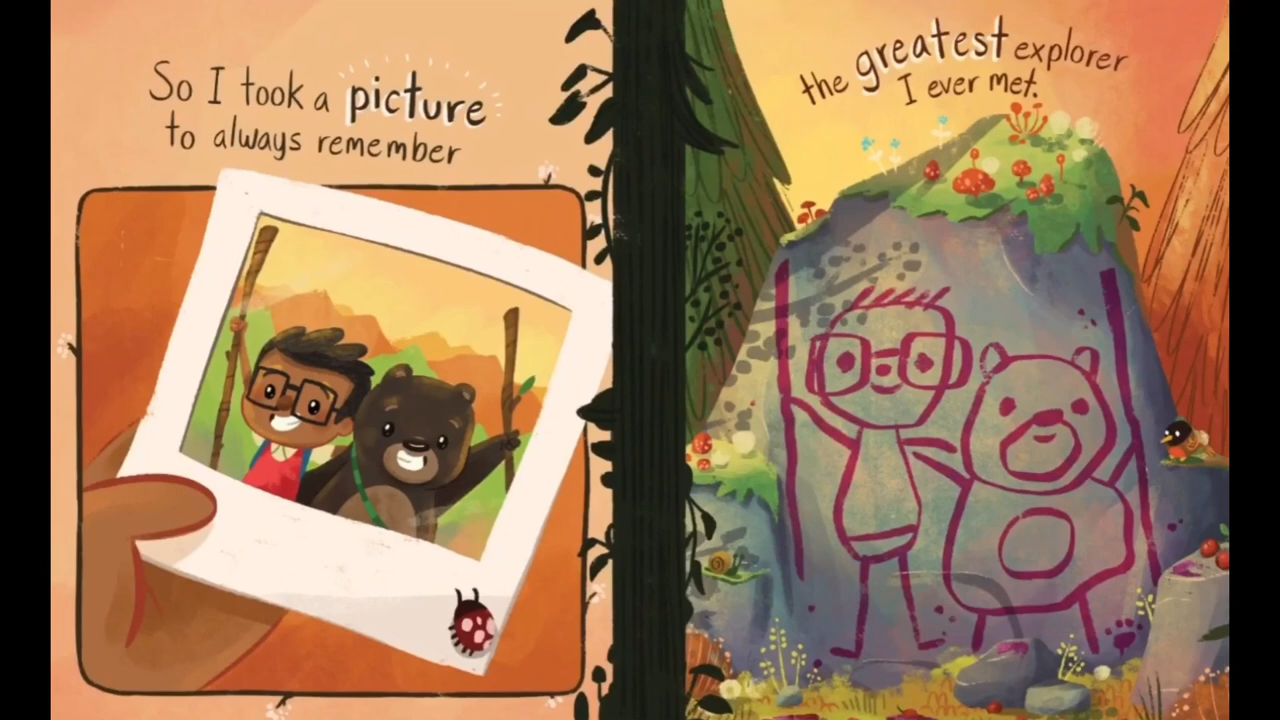 So I took a picture
to always remember
the greatest explorer
I ever met.